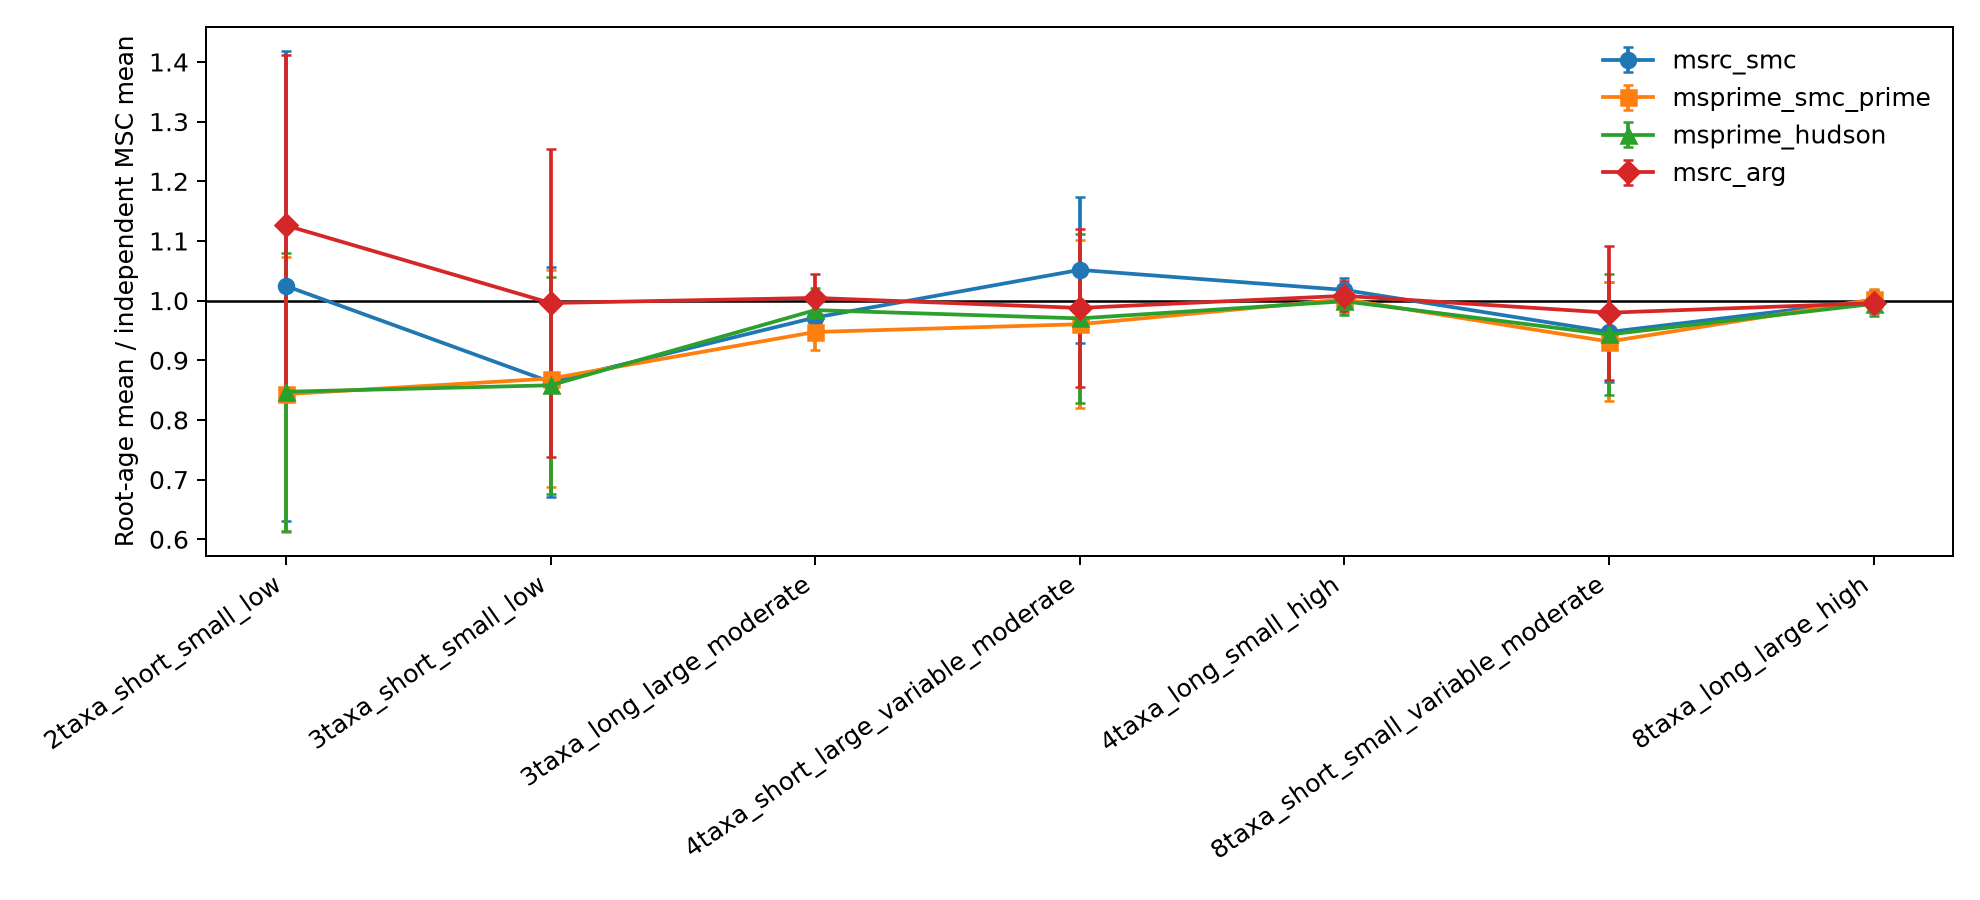 Root-age mean / independent MSC mean
1.4
1.3
1.2
1.1
1.0
0.9
0.8
0.7
0.6
msrc_smc
msprime_smc_prime
msprime_hudson
msrc_arg
2taxa_short_small_low
3taxa_short_small_low
3taxa_long_large_moderate
4taxa_short_large_variable_moderate
4taxa_long_small_high
8taxa_short_small_variable_moderate
8taxa_long_large_high